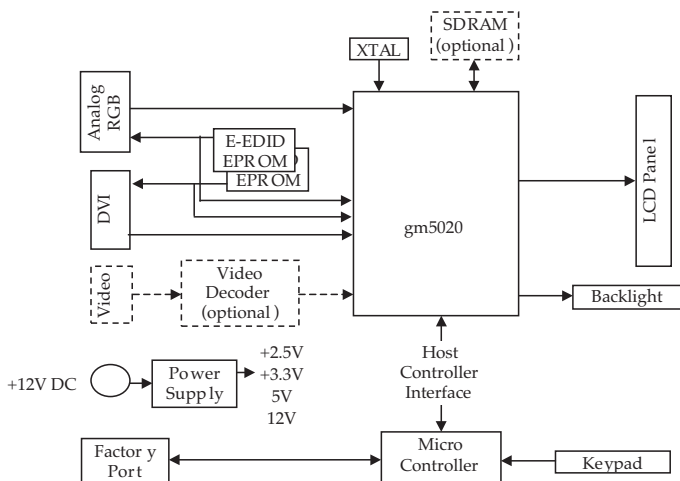 SDRAM
(optional)
XTAL
Analog
RGB
E-EDID
EPROM
EPROM
DVI
gm5020
LCD Panel
Video
Video
Decoder
(optional)
Backlight
+12V DC
Power
Supply
+2.5V
+3.3V
5V
12V
Host
Controller
Interface
Factory
Port
Micro
Controller
Keypad